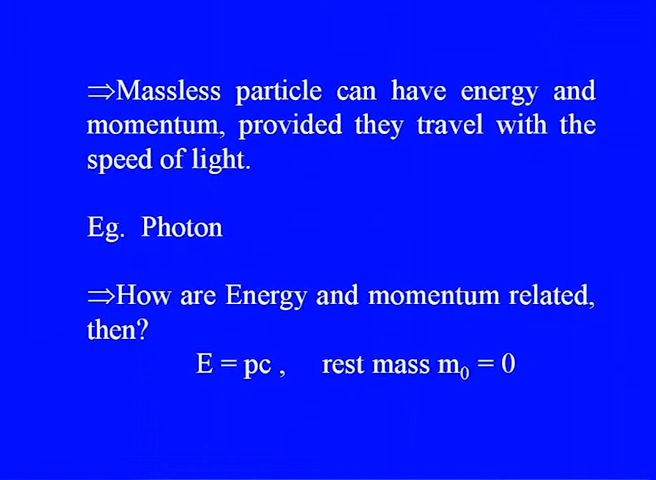 ⇒Massless particle can have energy and
momentum, provided they travel with the
speed of light.
Eg. Photon
⇒How are Energy and momentum related,
then?
E = pc , rest mass m₀ = 0